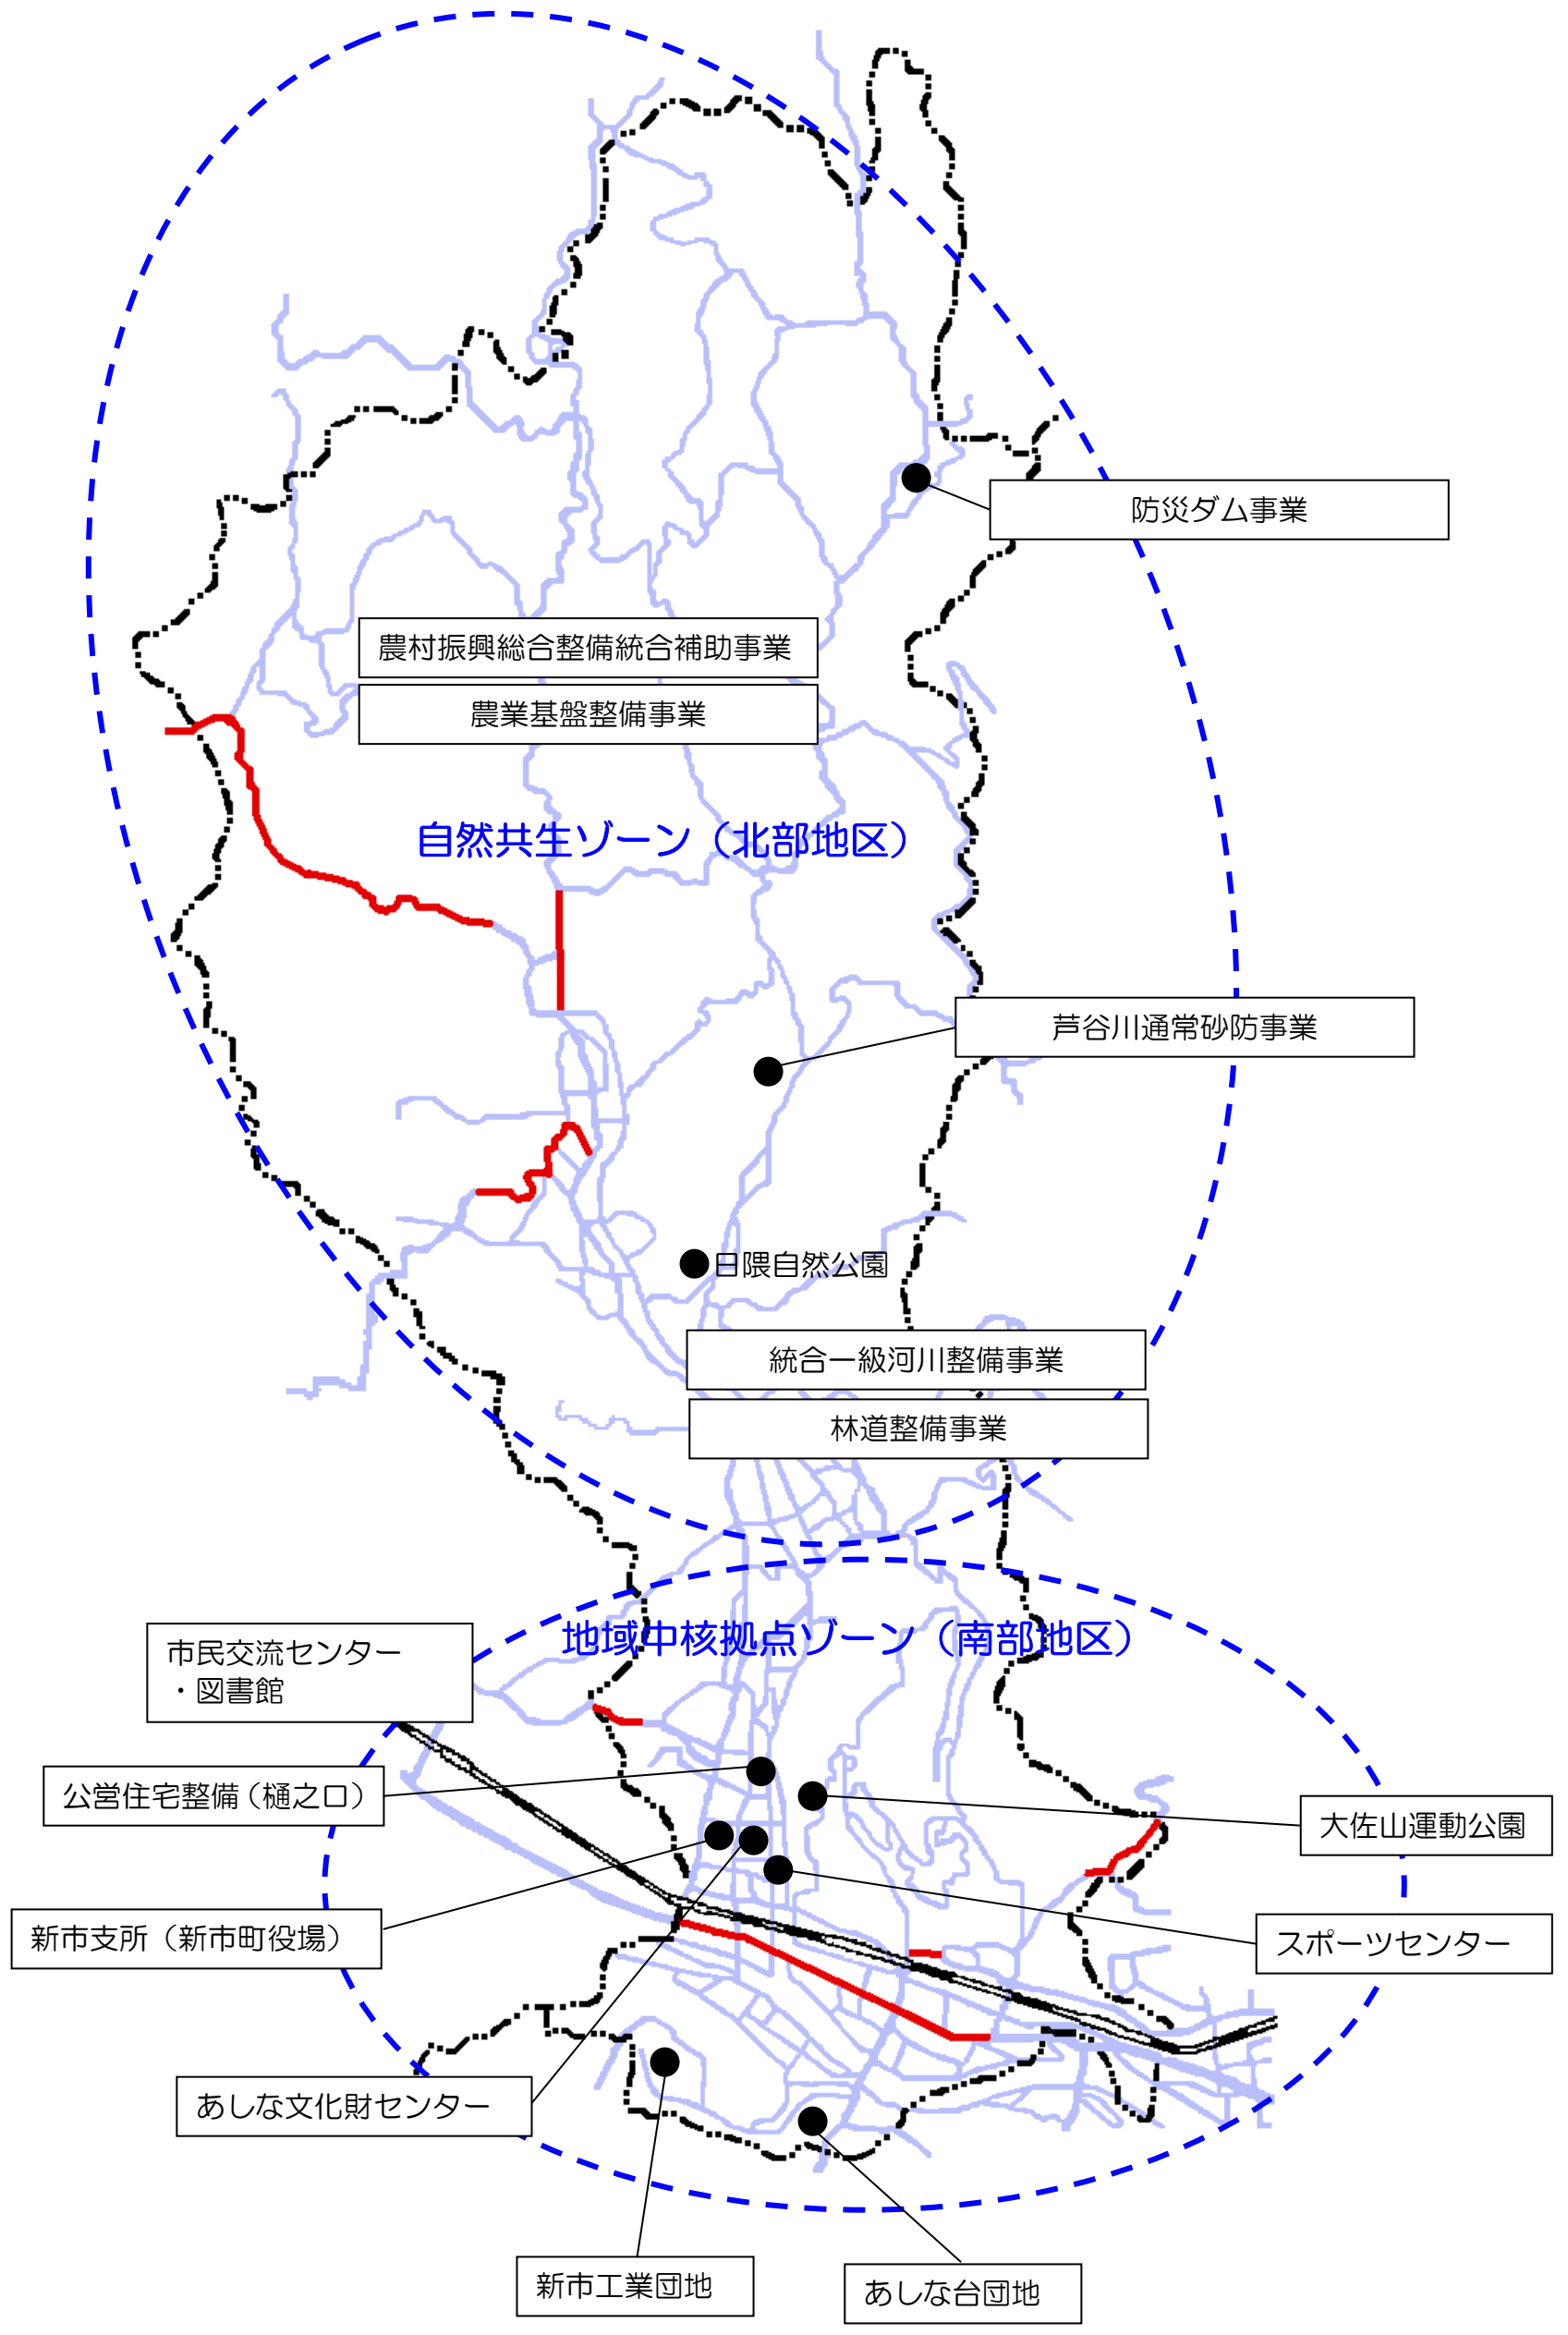 防災ダム事業
農村振興総合整備統合補助事業
農業基盤整備事業
自然共生ゾーン（北部地区）
芦谷川通常砂防事業
日隈自然公園
統合一級河川整備事業
林道整備事業
地域中核拠点ゾーン（南部地区）
市民交流センター
・図書館
公営住宅整備（樋之口）
大佐山運動公園
新市支所（新市町役場）
スポーツセンター
あしな文化財センター
新市工業団地
あしな台団地